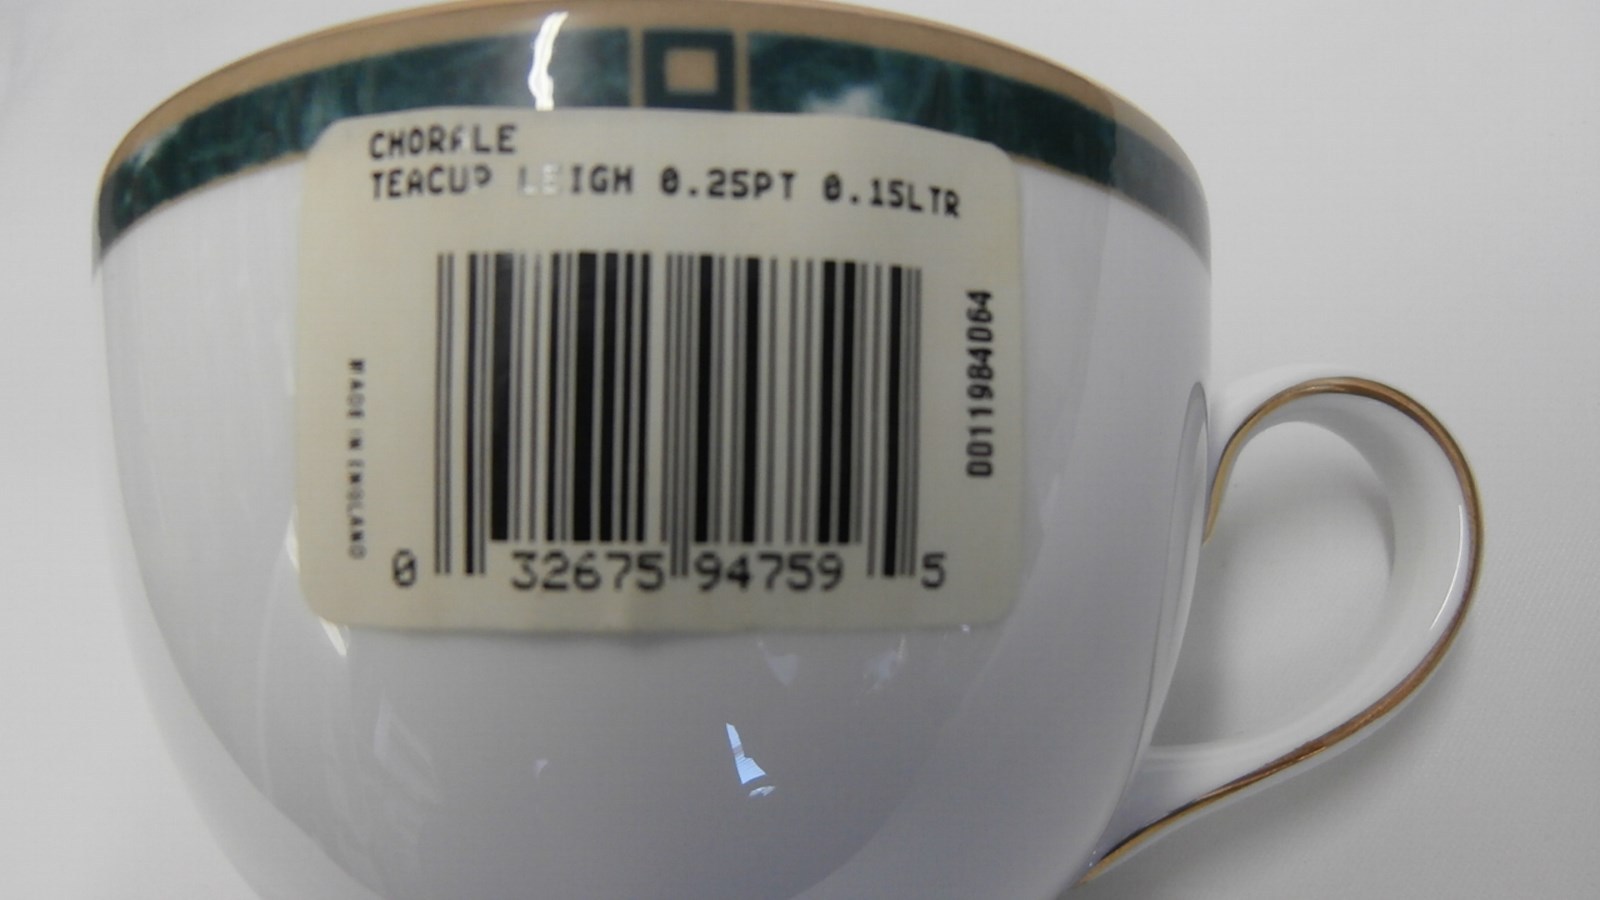 CHORALE
TEACUP LEIGH 0.25PT 0.15LTR
MADE IN ENGLAND
0011984064
0 32675 94759 5